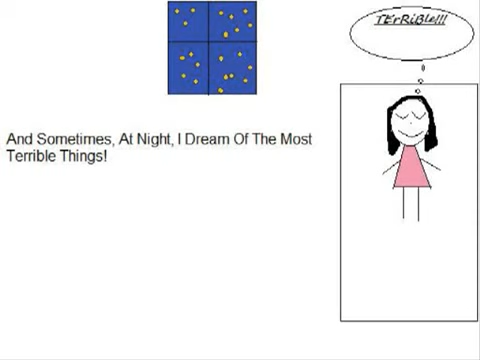 TErRiBle!!!
And Sometimes, At Night, I Dream Of The Most
Terrible Things!